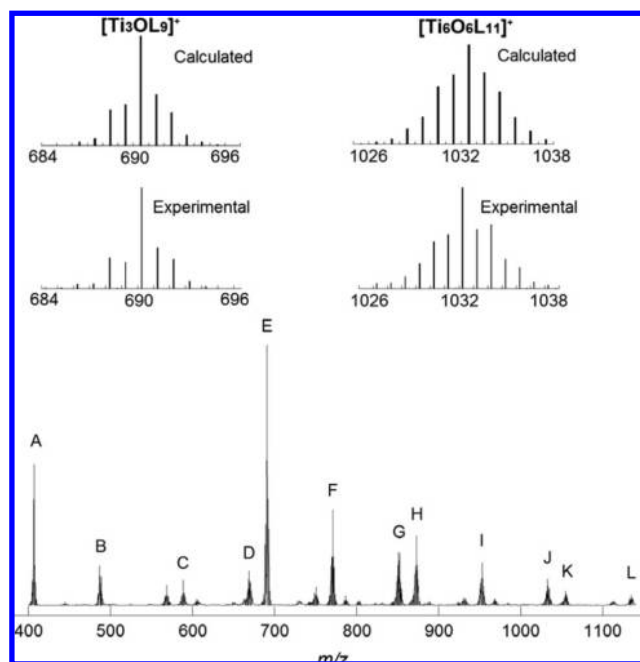 [Ti₃OL₉]⁺ [Ti₆O₆L₁₁]⁺
Calculated Calculated
684 690 696 1026 1032 1038
Experimental Experimental
684 690 696 1026 1032 1038
E
A
F
H
G
B
I
D
C
J
K
L
400 500 600 700 800 900 1000 1100
m/z